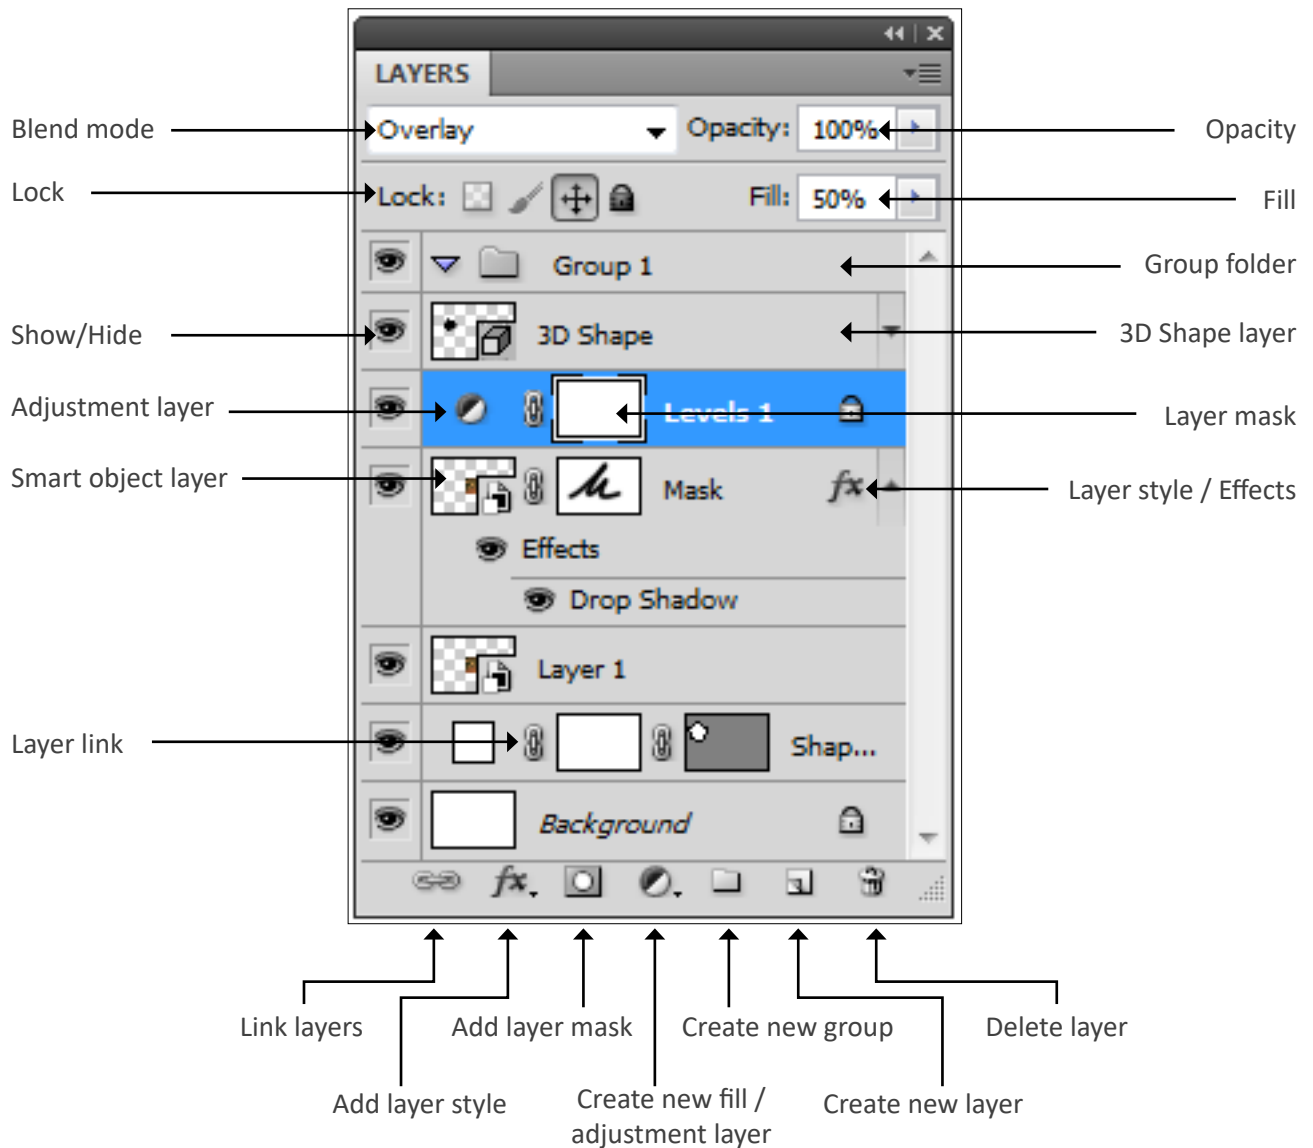 LAYERS
Blend mode
Overlay
Opacity:
100%
Opacity
Lock
Lock:
Fill:
50%
Fill
Group 1
Group folder
Show/Hide
3D Shape
3D Shape layer
Adjustment layer
Levels 1
Layer mask
Smart object layer
Mask
fx
Layer style / Effects
Effects
Drop Shadow
Layer 1
Layer link
Shap...
Background
fx.
Link layers
Add layer mask
Create new group
Delete layer
Add layer style
Create new fill /
adjustment layer
Create new layer